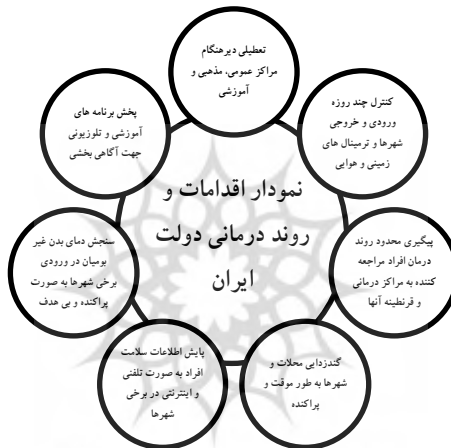 نمودار اقدامات و
روند درمانی دولت
ایران
تعطیلی دیرهنگام
مراکز عمومی، مذهبی و
آموزشی
کنترل چند روزه
ورودی و خروجی
شهرها و ترمینال های
زمینی و هوایی
پیگیری محدود روند
درمان افراد مراجعه
کننده به مراکز درمانی
و قرنطینه آنها
گندزدایی محلات و
شهرها به طور موقت و
پراکنده
پایش اطلاعات سلامت
افراد به صورت تلفنی
و اینترنتی در برخی
شهرها
سنجش دمای بدن غیر
بومیان در ورودی
برخی شهرها به صورت
پراکنده و بی هدف
پخش برنامه های
آموزشی و تلوزیونی
جهت آگاهی بخشی